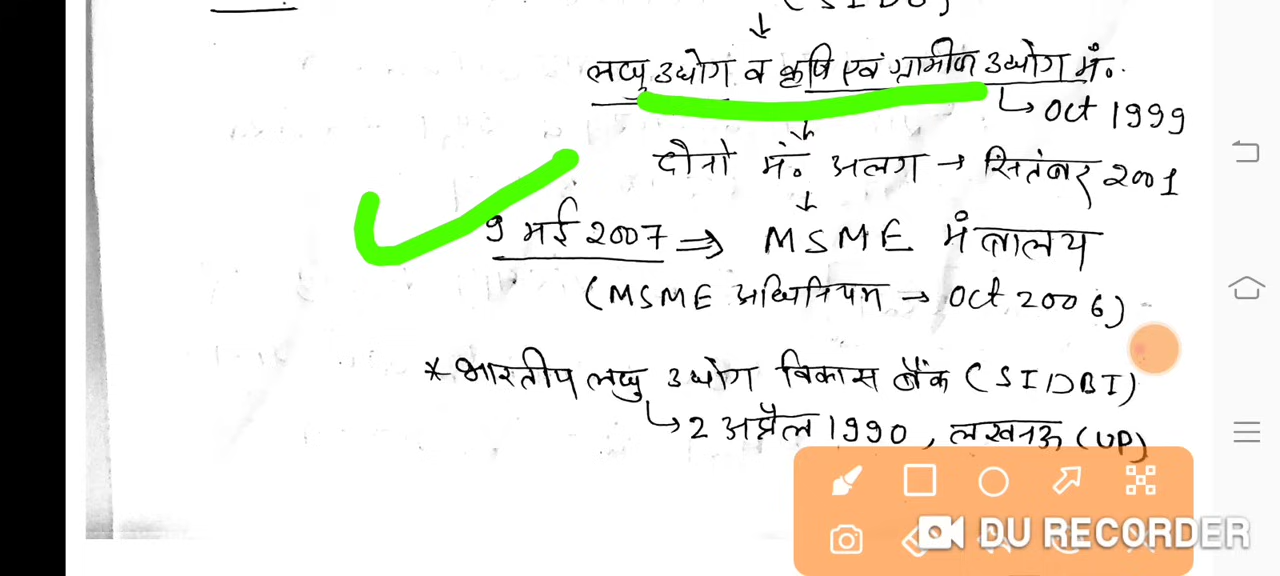 (SIDO)
लघु उद्योग व कृषि एवं ग्रामीण उद्योग मं.
Oct 1999
दोनो मं. अलग → सितंबर 2001
9 मई 2007 ⇒ MSME मंत्रालय
(MSME अधिनियम → Oct 2006)
* भारतीय लघु उद्योग विकास बैंक (SIDBI)
2 अप्रैल 1990, लखनऊ (UP)
DU RECORDER